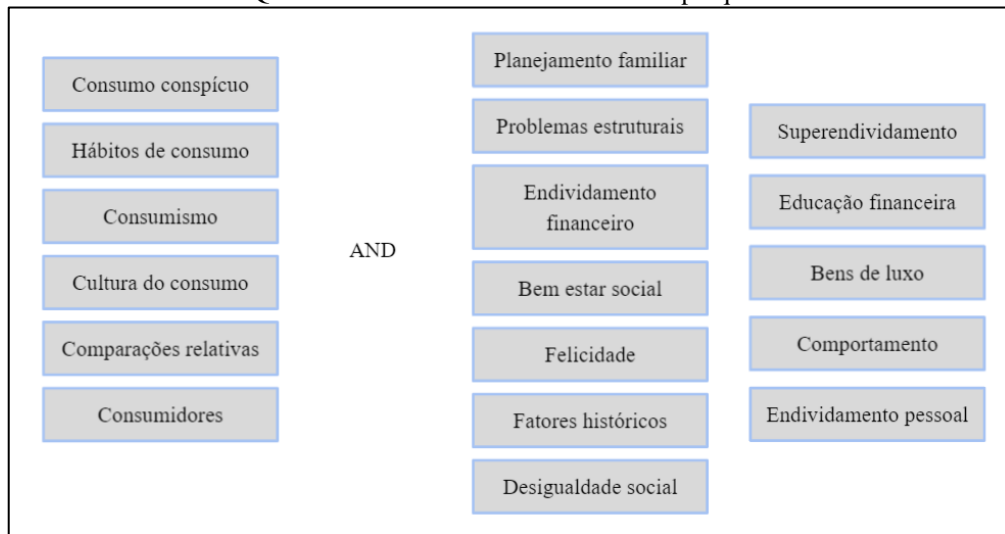 Consumo conspícuo
Hábitos de consumo
Consumismo
Cultura do consumo
Comparações relativas
Consumidores
AND
Planejamento familiar
Problemas estruturais
Endividamento
financeiro
Bem estar social
Felicidade
Fatores históricos
Desigualdade social
Superendividamento
Educação financeira
Bens de luxo
Comportamento
Endividamento pessoal